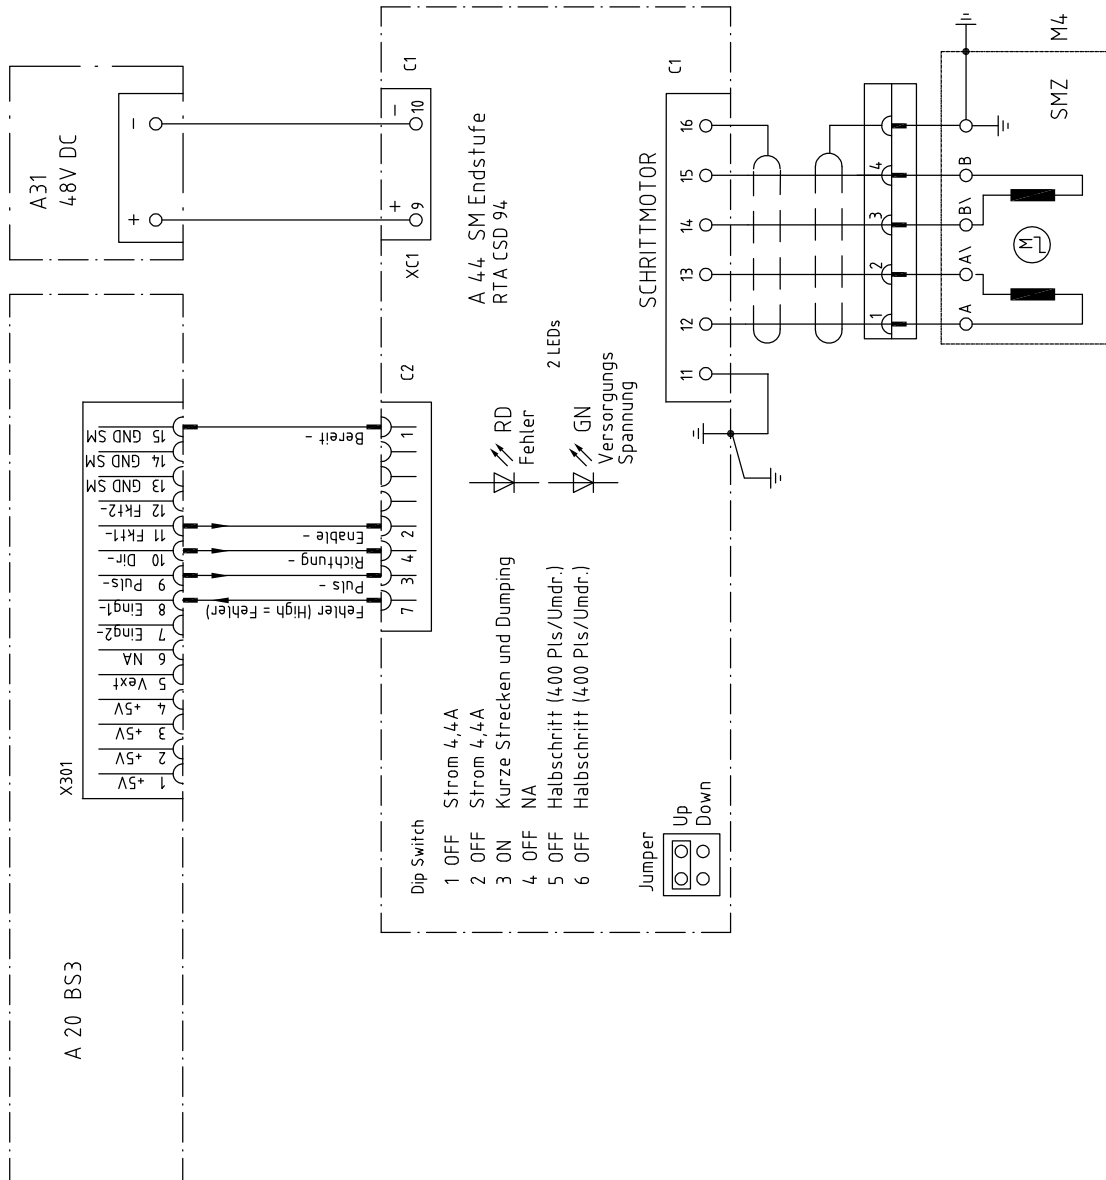 A31
48V DC
−
+
C1
− 10
+ 9
XC1
A 44 SM Endstufe
RTA CSD 94
C1
SCHRITTMOTOR
16
15
14
13
12
11
4
3
2
1
B
B\
A\
A
M
SMZ
M4
A 20 BS3
X301
15 GND SM
14 GND SM
13 GND SM
12 Fkt2-
11 Fkt1-
10 Dir-
9 Puls-
8 Eing1-
7 Eing2-
6 NA
5 Vext
4 +5V
3 +5V
2 +5V
1 +5V
Bereit -
Enable -
Richtung -
Puls -
Fehler (High = Fehler)
C2
1
2
4
3
7
2 LEDs
RD
Fehler
GN
Versorgungs
Spannung
Dip Switch
1 OFF Strom 4,4A
2 OFF Strom 4,4A
3 ON Kurze Strecken und Dumping
4 OFF NA
5 OFF Halbschritt (400 Pls/Umdr.)
6 OFF Halbschritt (400 Pls/Umdr.)
Jumper
Up
Down